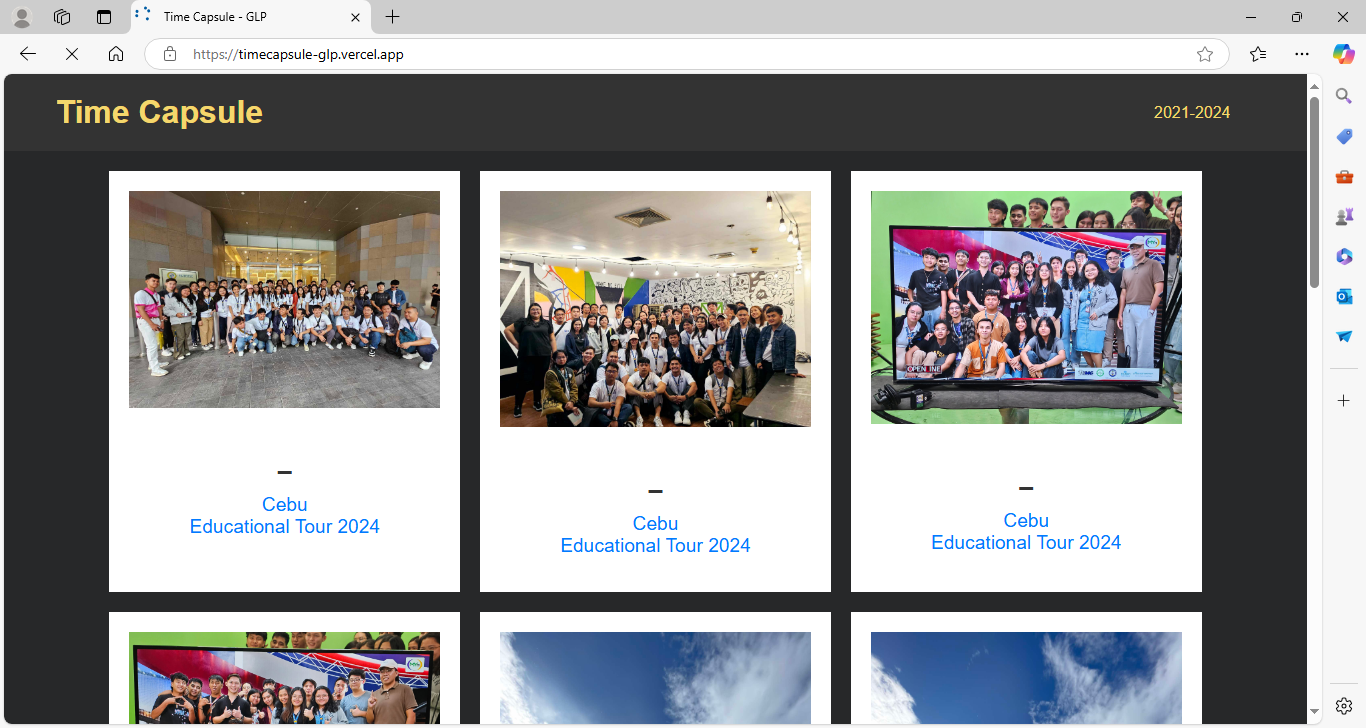 Time Capsule - GLP
https://timecapsule-glp.vercel.app
Time Capsule
2021-2024
–
Cebu
Educational Tour 2024
–
Cebu
Educational Tour 2024
OPEN LINE
–
Cebu
Educational Tour 2024